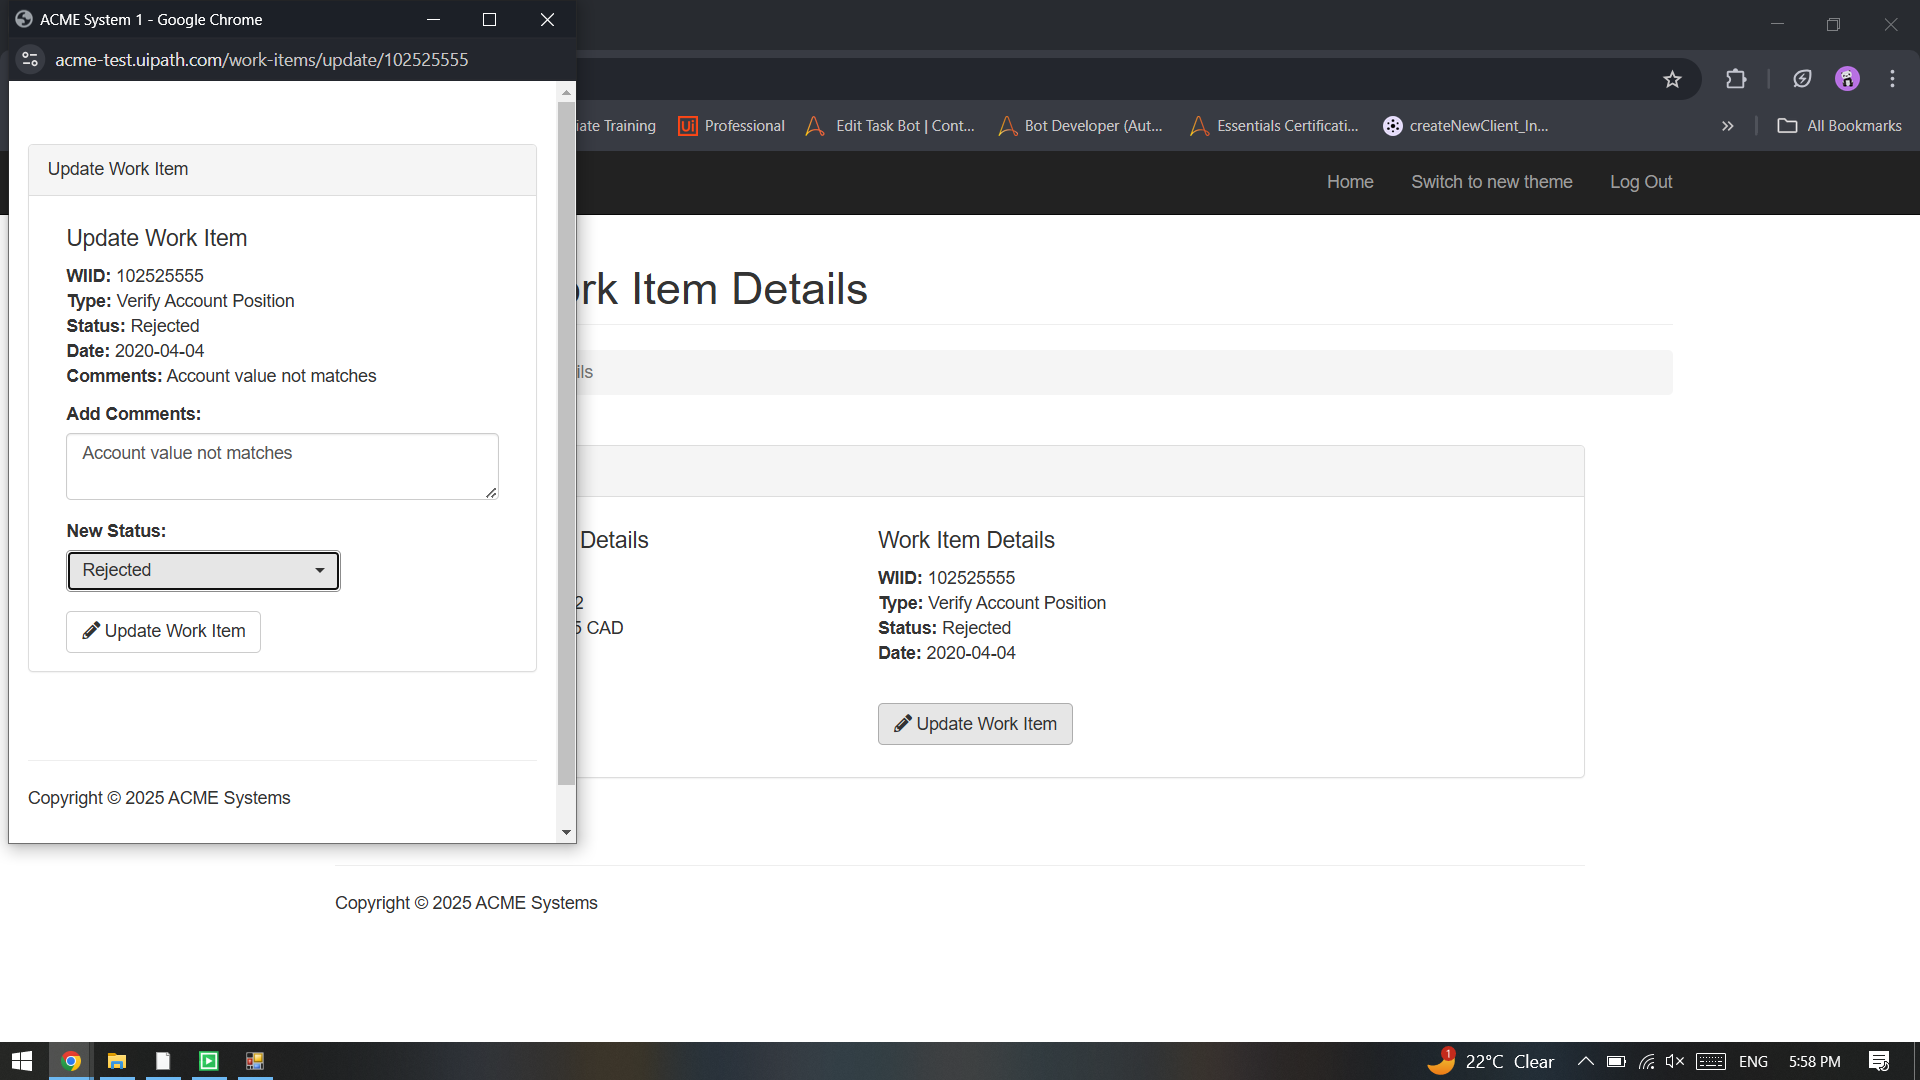 ACME System 1 - Google Chrome
acme-test.uipath.com/work-items/update/102525555
iate Training
Ui Professional
Edit Task Bot | Cont...
Bot Developer (Aut...
Essentials Certificati...
createNewClient_In...
All Bookmarks
Home
Switch to new theme
Log Out
Update Work Item
Update Work Item
WIID: 102525555
Type: Verify Account Position
Status: Rejected
Date: 2020-04-04
Comments: Account value not matches
Add Comments:
Account value not matches
New Status:
Rejected
Update Work Item
Copyright © 2025 ACME Systems
ork Item Details
ils
Details
2
5 CAD
Work Item Details
WIID: 102525555
Type: Verify Account Position
Status: Rejected
Date: 2020-04-04
Update Work Item
Copyright © 2025 ACME Systems
1
22°C Clear
ENG
5:58 PM